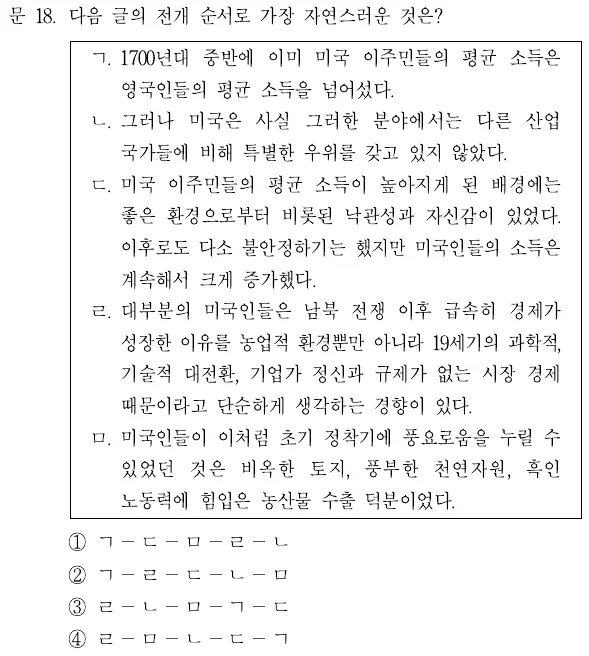 문 18. 다음 글의 전개 순서로 가장 자연스러운 것은?
ㄱ. 1700년대 중반에 이미 미국 이주민들의 평균 소득은
영국인들의 평균 소득을 넘어섰다.
ㄴ. 그러나 미국은 사실 그러한 분야에서는 다른 산업
국가들에 비해 특별한 우위를 갖고 있지 않았다.
ㄷ. 미국 이주민들의 평균 소득이 높아지게 된 배경에는
좋은 환경으로부터 비롯된 낙관성과 자신감이 있었다.
이후로도 다소 불안정하기는 했지만 미국인들의 소득은
계속해서 크게 증가했다.
ㄹ. 대부분의 미국인들은 남북 전쟁 이후 급속히 경제가
성장한 이유를 농업적 환경뿐만 아니라 19세기의 과학적,
기술적 대전환, 기업가 정신과 규제가 없는 시장 경제
때문이라고 단순하게 생각하는 경향이 있다.
ㅁ. 미국인들이 이처럼 초기 정착기에 풍요로움을 누릴 수
있었던 것은 비옥한 토지, 풍부한 천연자원, 흑인
노동력에 힘입은 농산물 수출 덕분이었다.
① ㄱ - ㄷ - ㅁ - ㄹ - ㄴ
② ㄱ - ㄹ - ㄷ - ㄴ - ㅁ
③ ㄹ - ㄴ - ㅁ - ㄱ - ㄷ
④ ㄹ - ㅁ - ㄴ - ㄷ - ㄱ